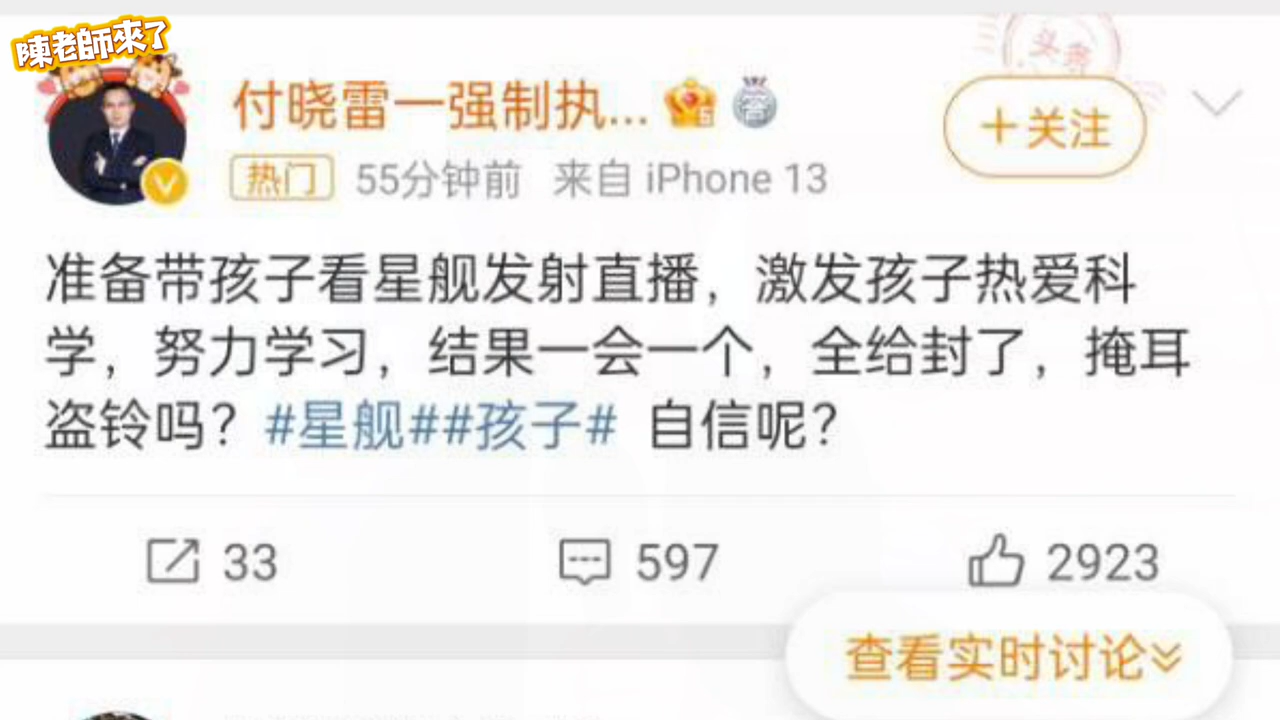 陳老師來了
付晓雷一强制执...
头条
+关注
热门 55分钟前 来自 iPhone 13
准备带孩子看星舰发射直播，激发孩子热爱科
学，努力学习，结果一会一个，全给封了，掩耳
盗铃吗？#星舰##孩子# 自信呢？
33 597 2923
查看实时讨论